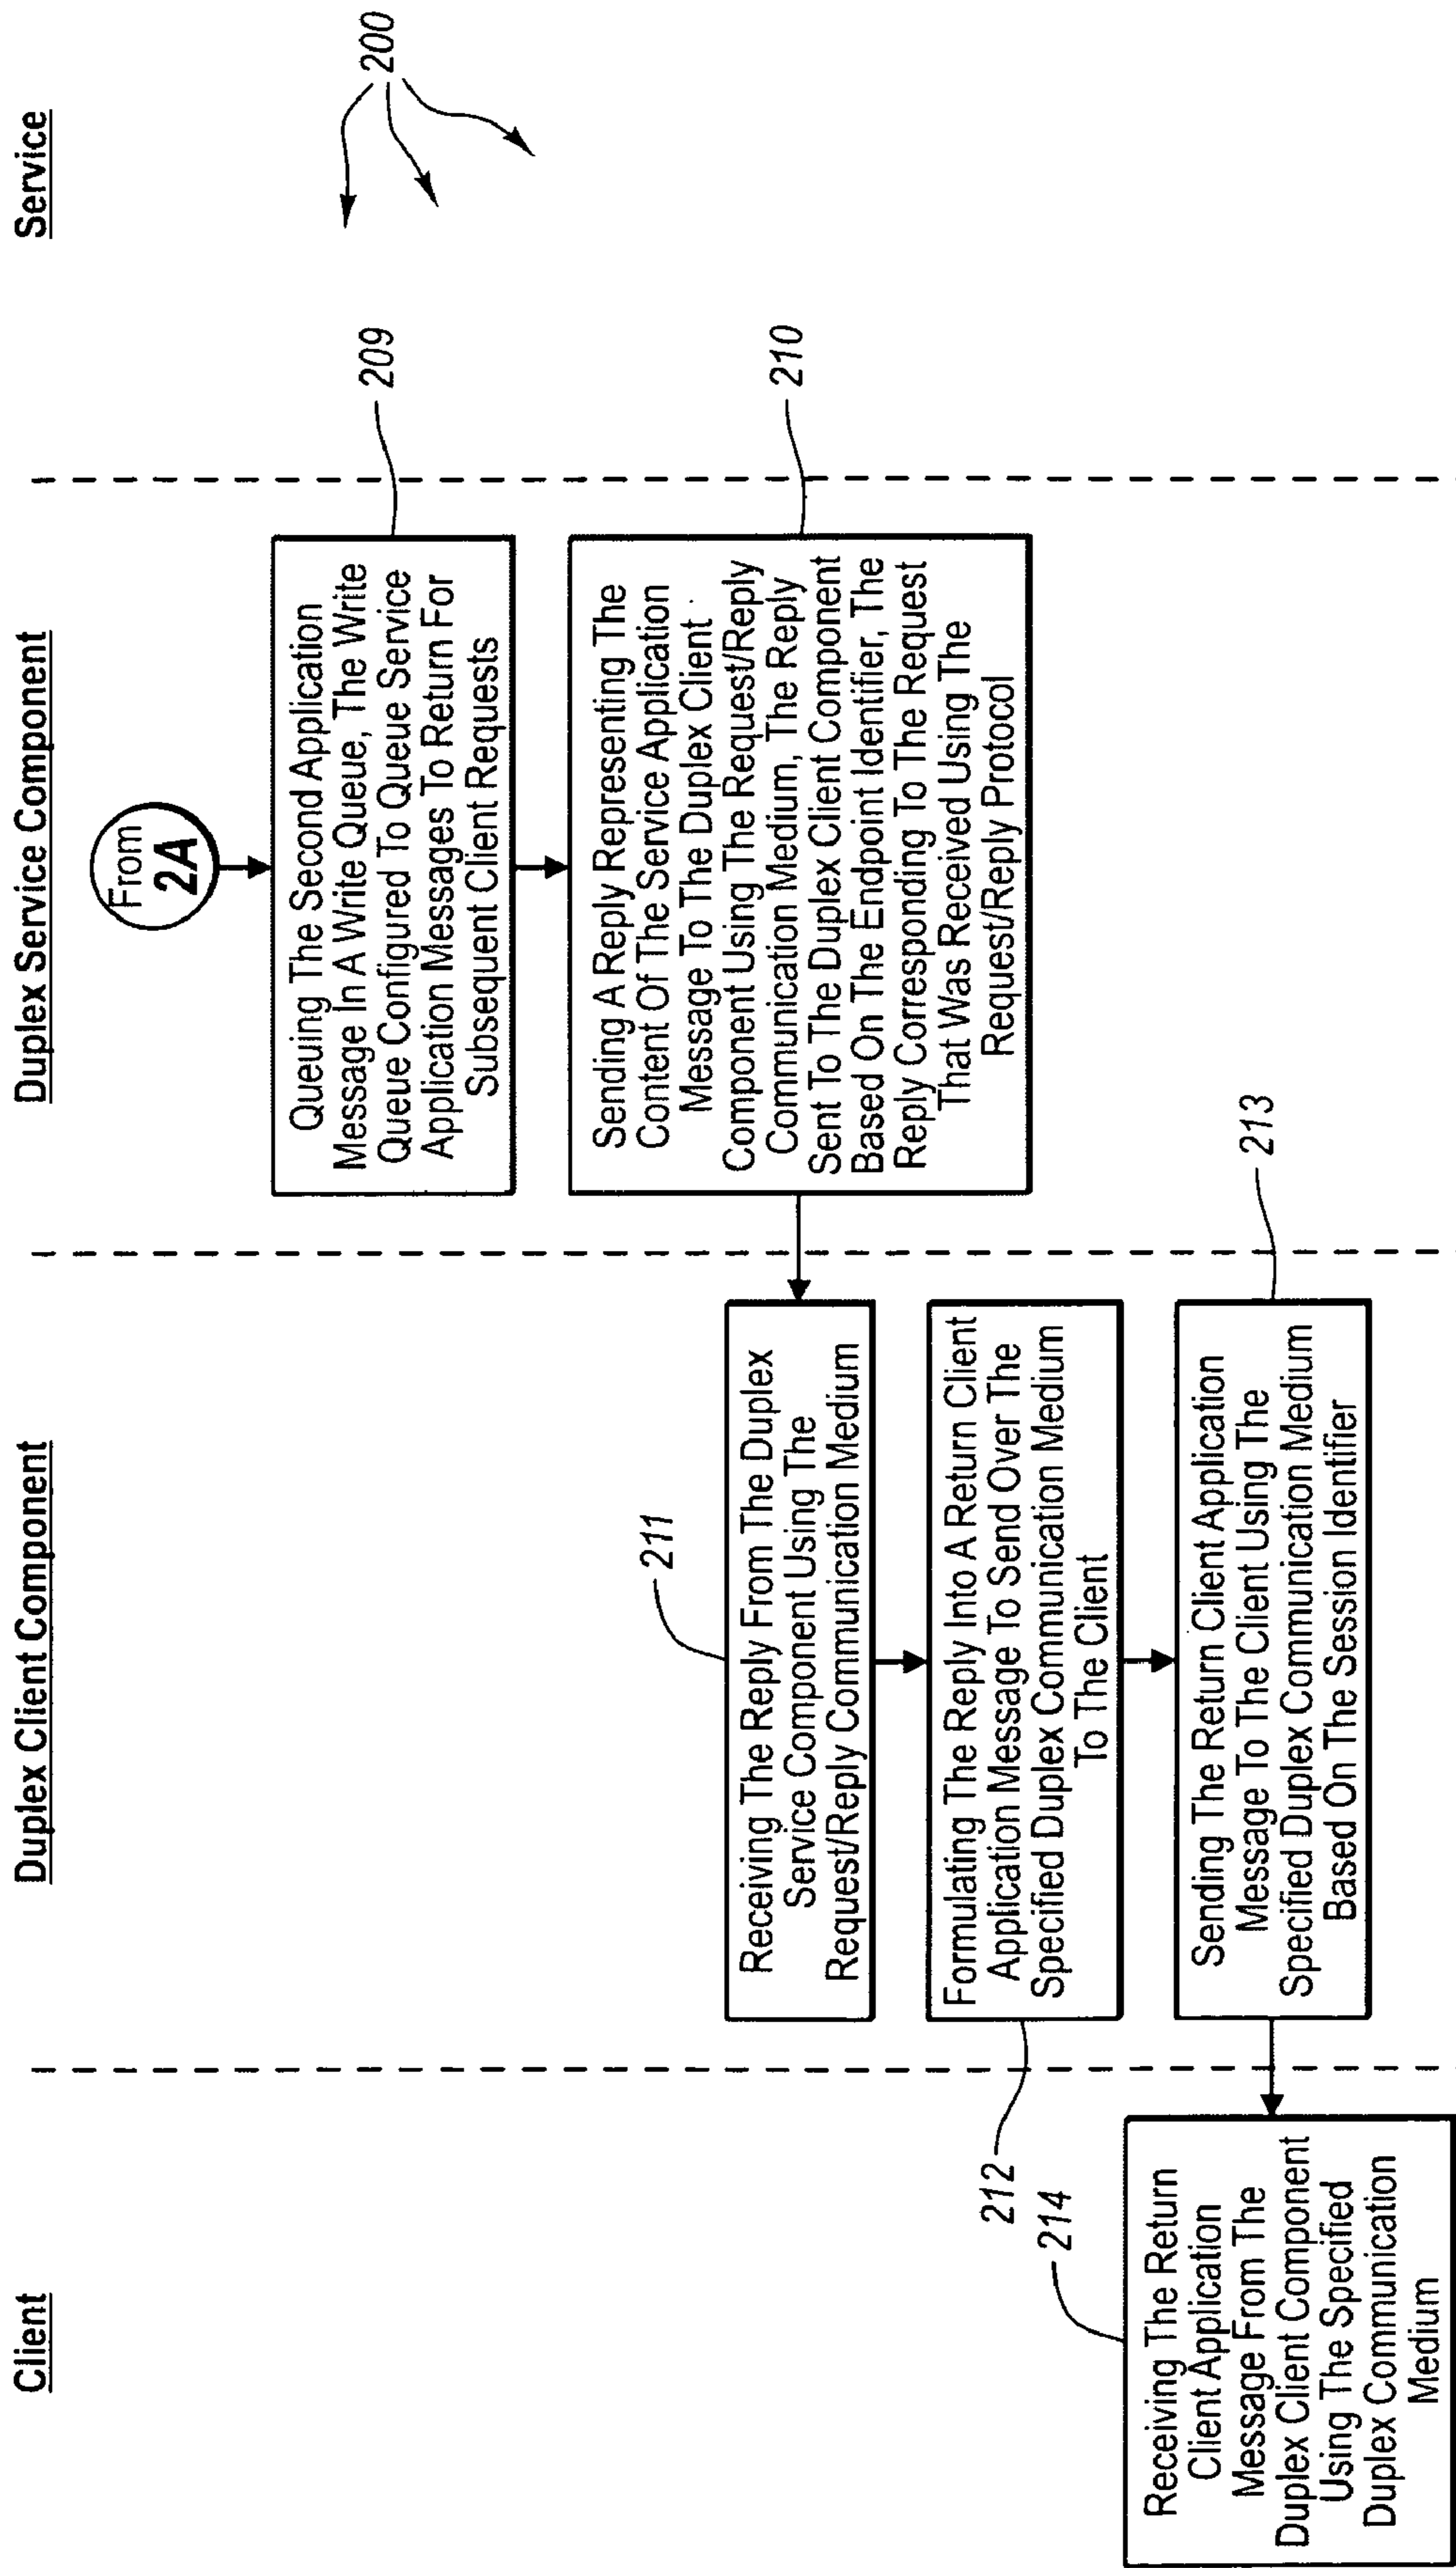 Client
Duplex Client Component
Duplex Service Component
Service
200
From
2A
Queuing The Second Application
Message In A Write Queue, The Write
Queue Configured To Queue Service
Application Messages To Return For
Subsequent Client Requests
209
Sending A Reply Representing The
Content Of The Service Application
Message To The Duplex Client
Component Using The Request/Reply
Communication Medium, The Reply
Sent To The Duplex Client Component
Based On The Endpoint Identifier, The
Reply Corresponding To The Request
That Was Received Using The
Request/Reply Protocol
210
211
Receiving The Reply From The Duplex
Service Component Using The
Request/Reply Communication Medium
Formulating The Reply Into A Return Client
Application Message To Send Over The
Specified Duplex Communication Medium
To The Client
212
Sending The Return Client Application
Message To The Client Using The
Specified Duplex Communication Medium
Based On The Session Identifier
213
214
Receiving The Return
Client Application
Message From The
Duplex Client Component
Using The Specified
Duplex Communication
Medium